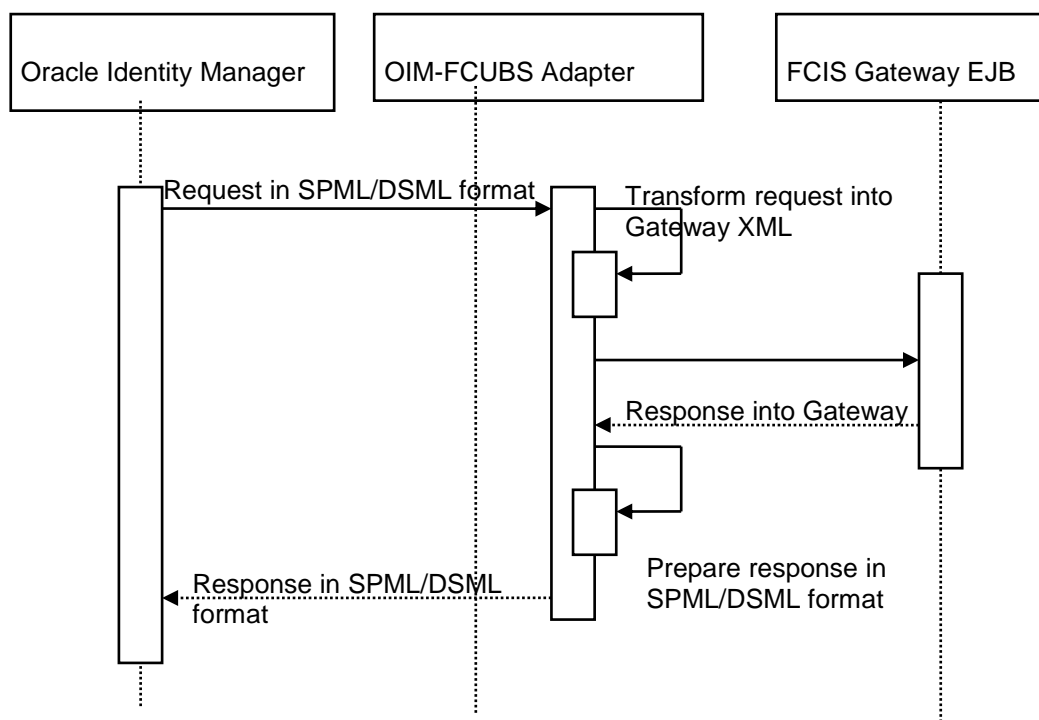 Oracle Identity Manager
OIM-FCUBS Adapter
FCIS Gateway EJB
Request in SPML/DSML format
Transform request into
Gateway XML
Response into Gateway
Prepare response in
SPML/DSML format
Response in SPML/DSML
format